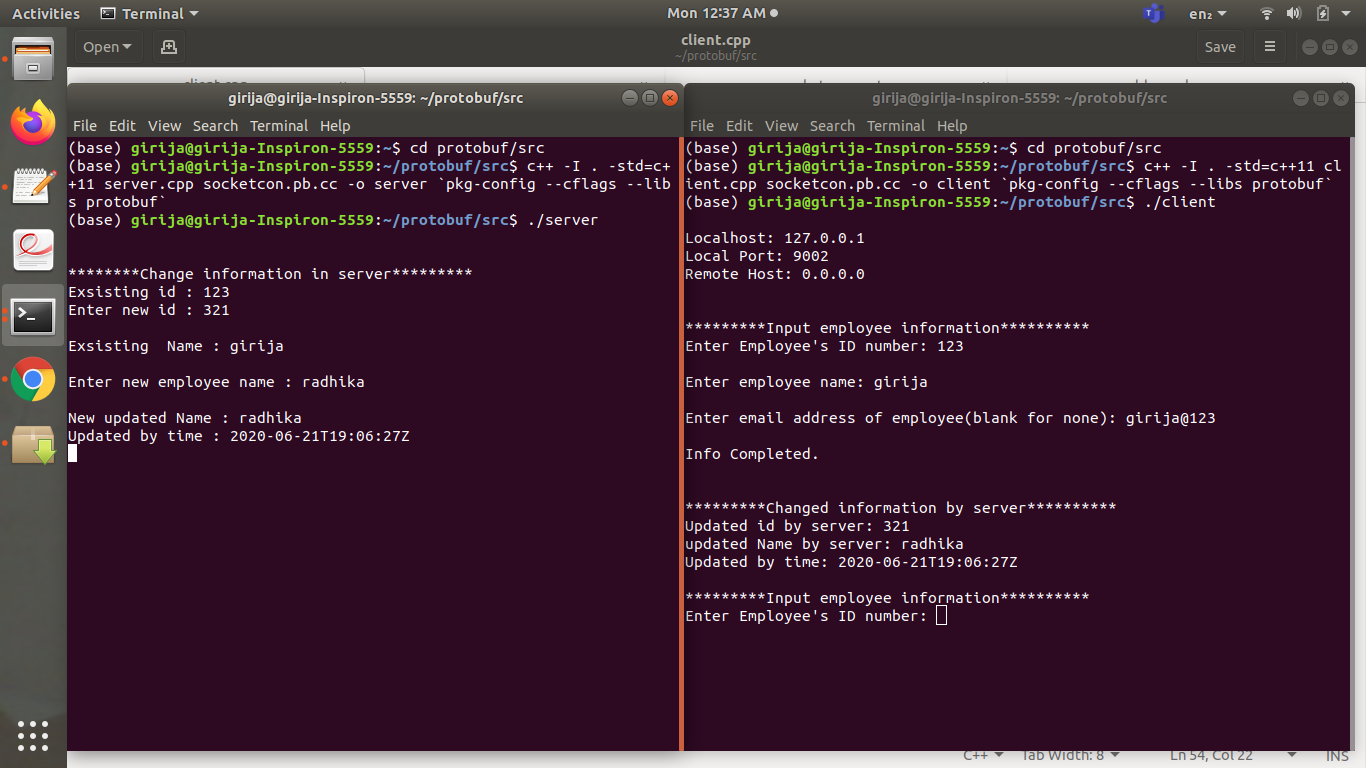 Activities Terminal Mon 12:37 AM en₂
Open client.cpp Save
~/protobuf/src
girija@girija-Inspiron-5559: ~/protobuf/src
File Edit View Search Terminal Help
(base) girija@girija-Inspiron-5559:~$ cd protobuf/src
(base) girija@girija-Inspiron-5559:~/protobuf/src$ c++ -I . -std=c+
+11 server.cpp socketcon.pb.cc -o server `pkg-config --cflags --lib
s protobuf`
(base) girija@girija-Inspiron-5559:~/protobuf/src$ ./server
********Change information in server*********
Exsisting id : 123
Enter new id : 321
Exsisting  Name : girija
Enter new employee name : radhika
New updated Name : radhika
Updated by time : 2020-06-21T19:06:27Z
girija@girija-Inspiron-5559: ~/protobuf/src
File Edit View Search Terminal Help
(base) girija@girija-Inspiron-5559:~$ cd protobuf/src
(base) girija@girija-Inspiron-5559:~/protobuf/src$ c++ -I . -std=c++11 cl
ient.cpp socketcon.pb.cc -o client `pkg-config --cflags --libs protobuf`
(base) girija@girija-Inspiron-5559:~/protobuf/src$ ./client
Localhost: 127.0.0.1
Local Port: 9002
Remote Host: 0.0.0.0
*********Input employee information**********
Enter Employee's ID number: 123
Enter employee name: girija
Enter email address of employee(blank for none): girija@123
Info Completed.
*********Changed information by server**********
Updated id by server: 321
updated Name by server: radhika
Updated by time: 2020-06-21T19:06:27Z
*********Input employee information**********
Enter Employee's ID number:
C++ Tab Width: 8 Ln 54, Col 22 INS